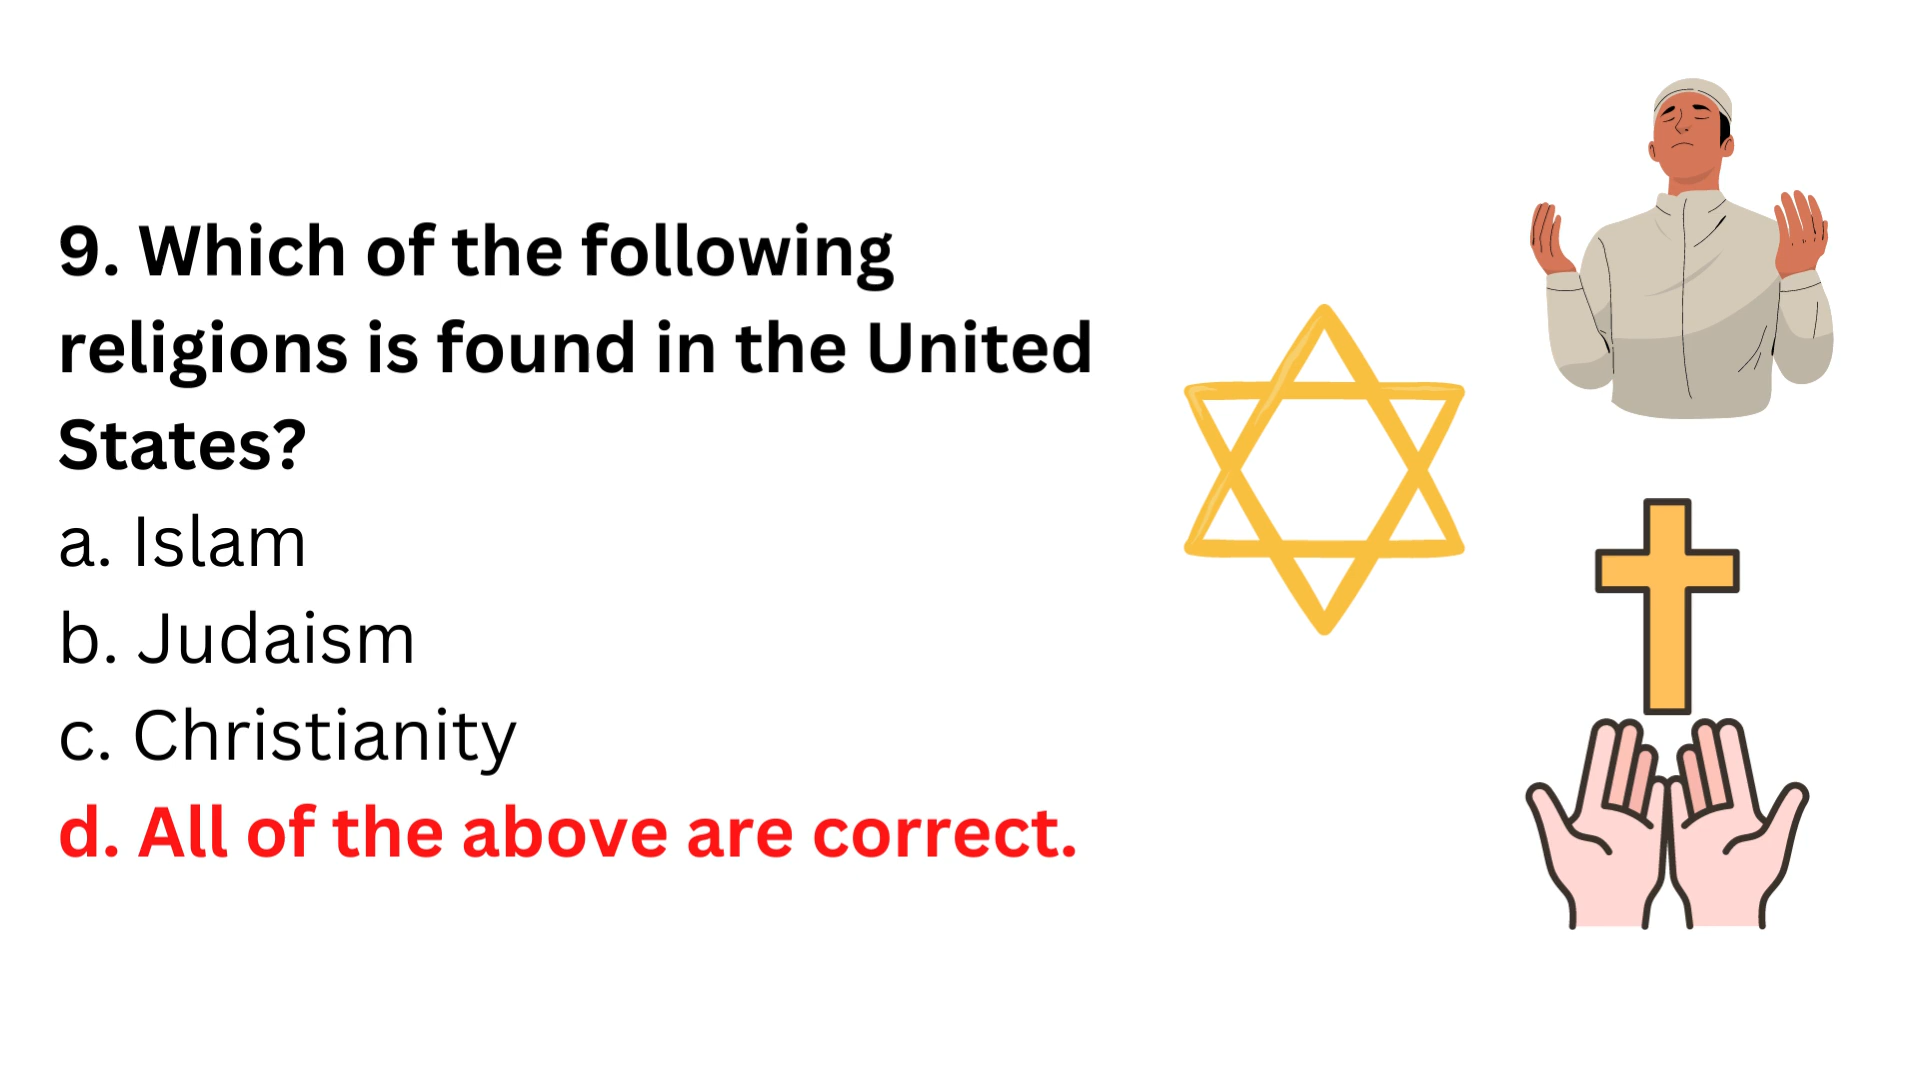 9. Which of the following
religions is found in the United
States?
a. Islam
b. Judaism
c. Christianity
d. All of the above are correct.